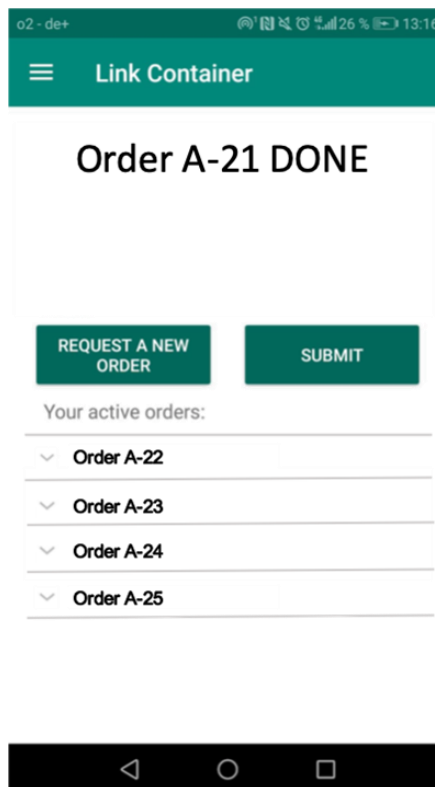 o2 - de+ 26 % 13:16
Link Container
Order A-21 DONE
REQUEST A NEW
ORDER
SUBMIT
Your active orders:
Order A-22
Order A-23
Order A-24
Order A-25